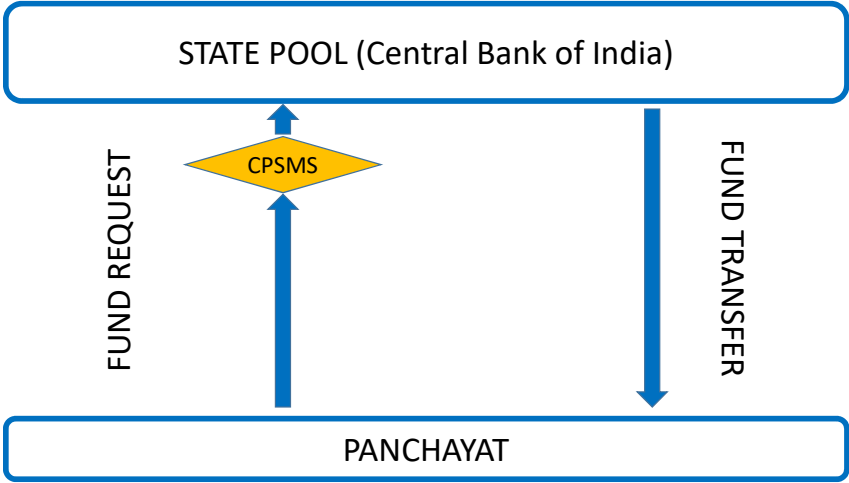 STATE POOL (Central Bank of India)
CPSMS
FUND REQUEST
FUND TRANSFER
PANCHAYAT